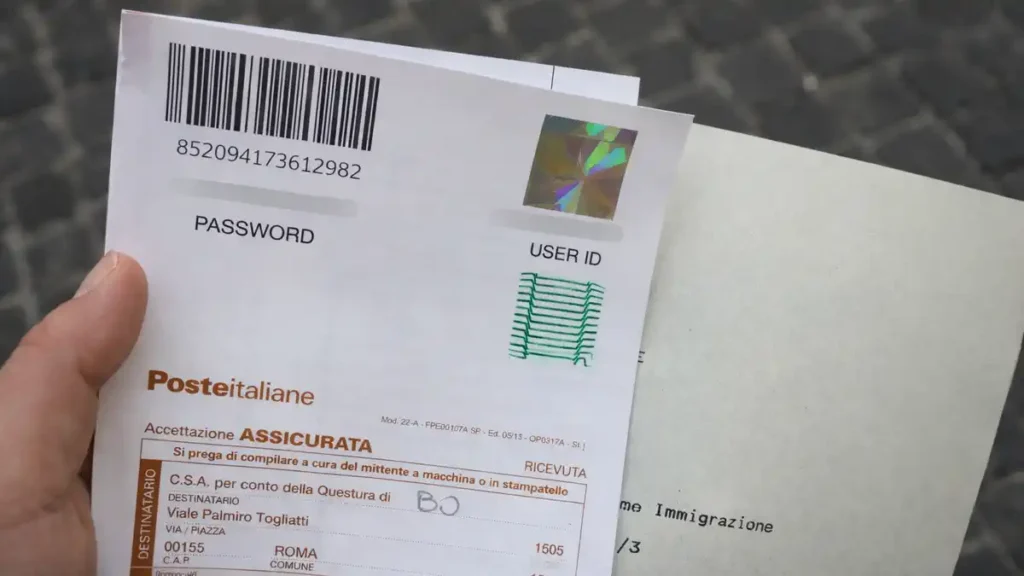 852094173612982
PASSWORD
USER ID
Posteitaliane
Mod. 22-A - FPE00107A SP - Ed. 05/13 - QP0317A - St [
Accettazione ASSICURATA
RICEVUTA
Si prega di compilare a cura del mittente a macchina o in stampatello
DESTINATARIO
C.S.A. per conto della Questura di BO
DESTINATARIO
Viale Palmiro Togliatti 1505
VIA / PIAZZA
00155 ROMA
C.A.P. COMUNE
me Immigrazione
/3